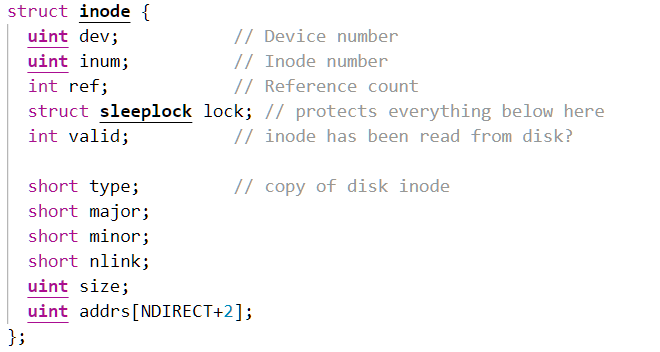 struct inode {
uint dev; // Device number
uint inum; // Inode number
int ref; // Reference count
struct sleeplock lock; // protects everything below here
int valid; // inode has been read from disk?
short type; // copy of disk inode
short major;
short minor;
short nlink;
uint size;
uint addrs[NDIRECT+2];
};